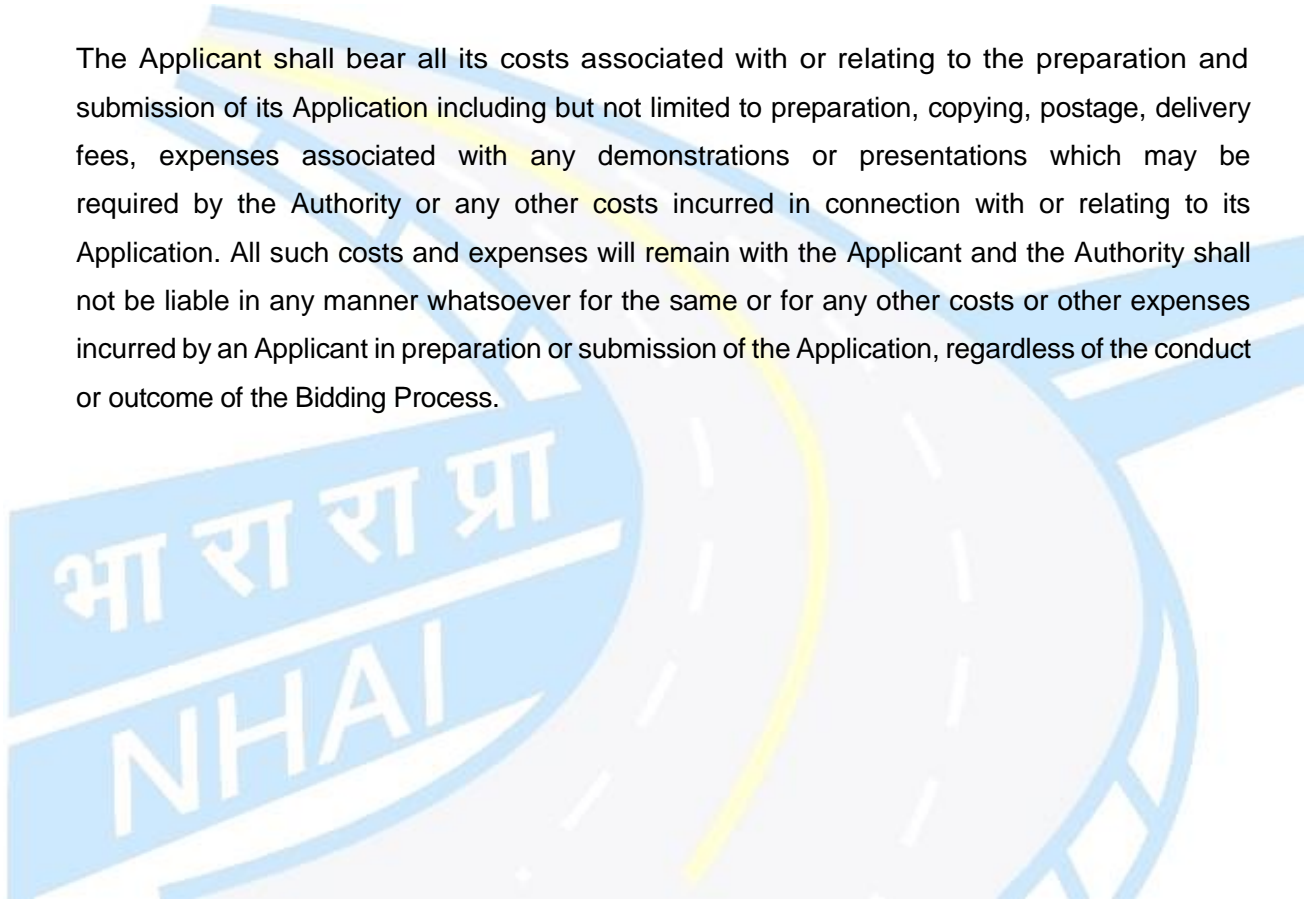 The Applicant shall bear all its costs associated with or relating to the preparation and
submission of its Application including but not limited to preparation, copying, postage, delivery
fees, expenses associated with any demonstrations or presentations which may be
required by the Authority or any other costs incurred in connection with or relating to its
Application. All such costs and expenses will remain with the Applicant and the Authority shall
not be liable in any manner whatsoever for the same or for any other costs or other expenses
incurred by an Applicant in preparation or submission of the Application, regardless of the conduct
or outcome of the Bidding Process.
भा रा रा प्रा
NHAI